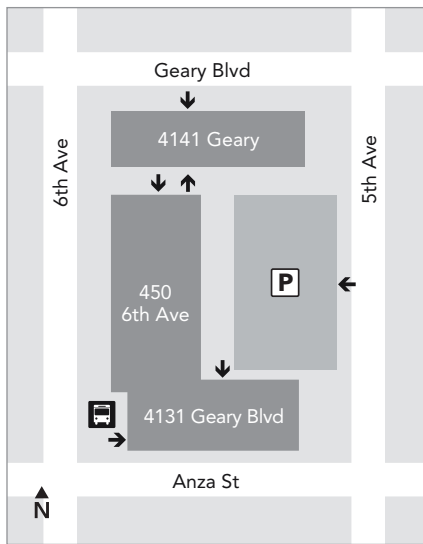 Geary Blvd
4141 Geary
6th Ave
5th Ave
P
450
6th Ave
4131 Geary Blvd
Anza St
N